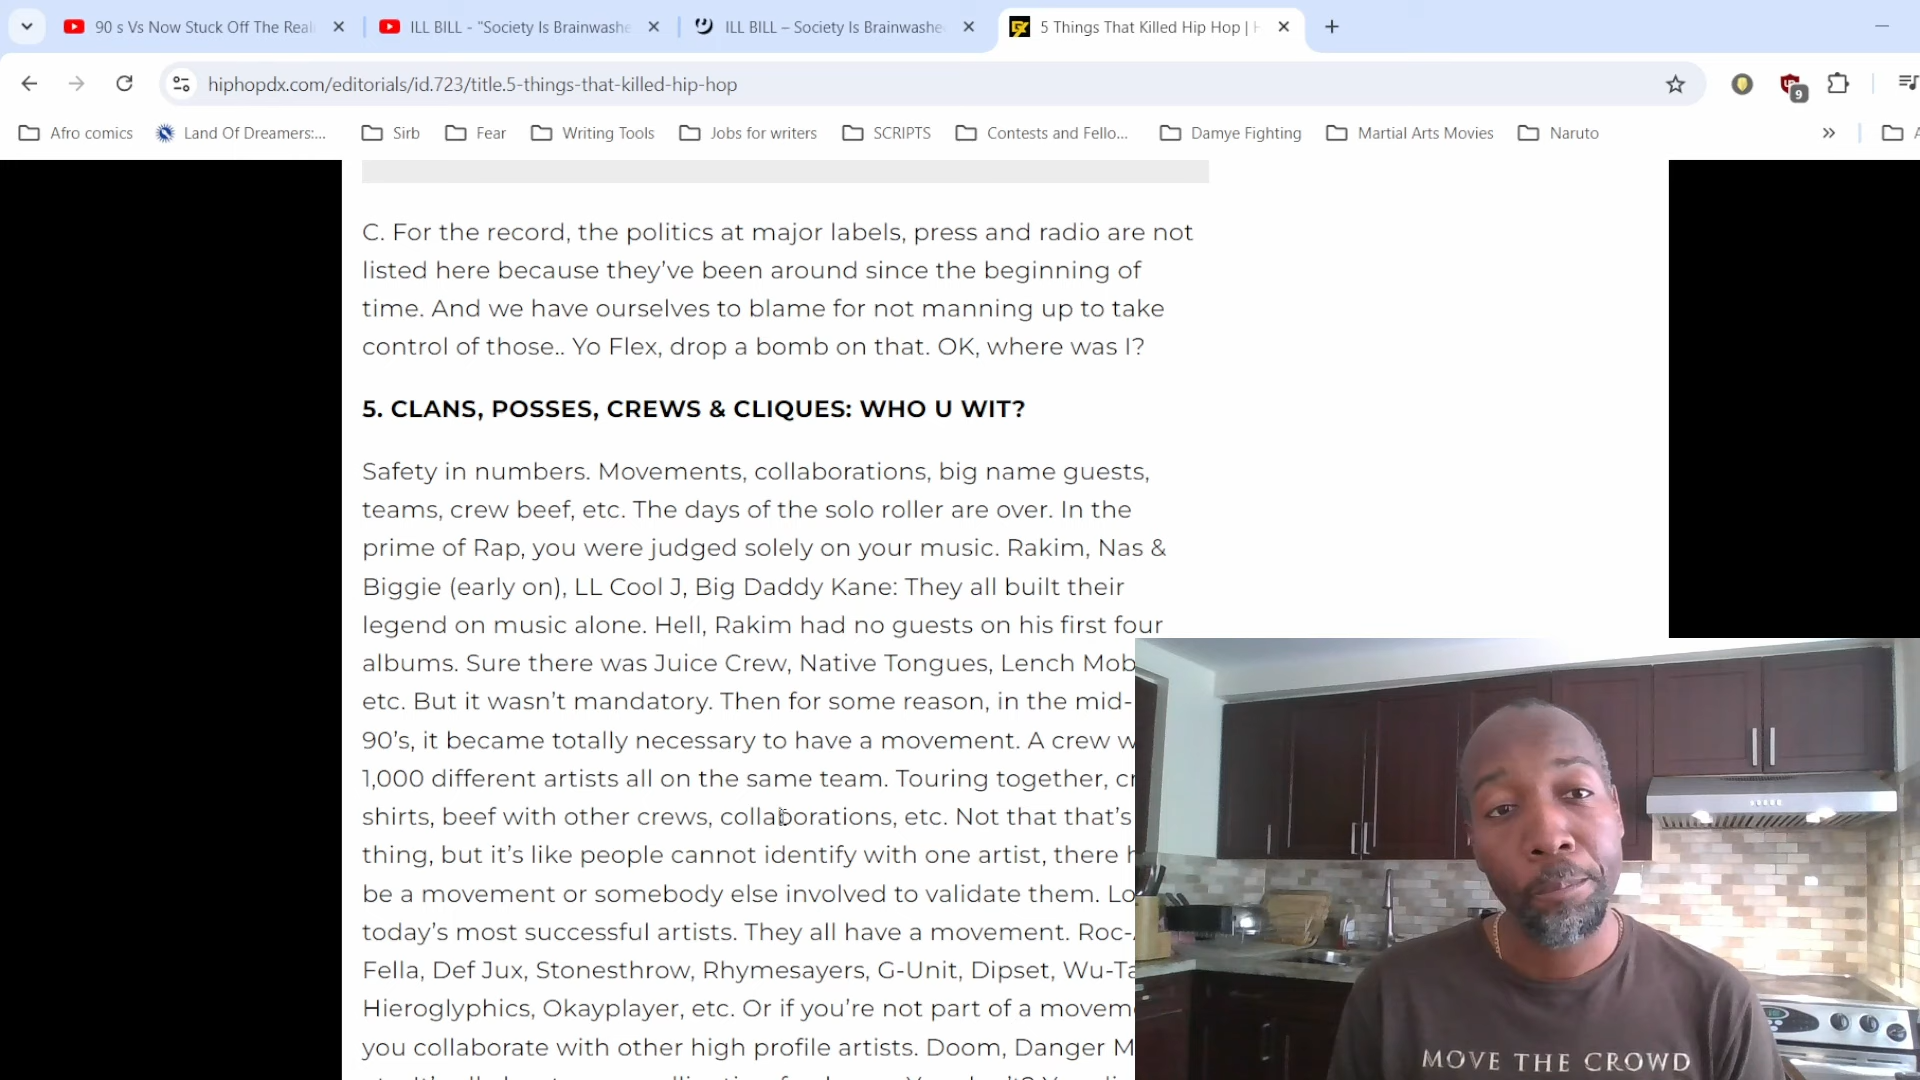 90 s Vs Now Stuck Off The Real
ILL BILL - "Society Is Brainwashe
ILL BILL – Society Is Brainwashe
5 Things That Killed Hip Hop |
hiphopdx.com/editorials/id.723/title.5-things-that-killed-hip-hop
9
Afro comics
Land Of Dreamers:...
Sirb
Fear
Writing Tools
Jobs for writers
SCRIPTS
Contests and Fello...
Damye Fighting
Martial Arts Movies
Naruto
C. For the record, the politics at major labels, press and radio are not
listed here because they’ve been around since the beginning of
time. And we have ourselves to blame for not manning up to take
control of those.. Yo Flex, drop a bomb on that. OK, where was I?
5. CLANS, POSSES, CREWS & CLIQUES: WHO U WIT?
Safety in numbers. Movements, collaborations, big name guests,
teams, crew beef, etc. The days of the solo roller are over. In the
prime of Rap, you were judged solely on your music. Rakim, Nas &
Biggie (early on), LL Cool J, Big Daddy Kane: They all built their
legend on music alone. Hell, Rakim had no guests on his first four
albums. Sure there was Juice Crew, Native Tongues, Lench Mob
etc. But it wasn’t mandatory. Then for some reason, in the mid-
90’s, it became totally necessary to have a movement. A crew w
1,000 different artists all on the same team. Touring together, cr
shirts, beef with other crews, collaborations, etc. Not that that’s
thing, but it’s like people cannot identify with one artist, there h
be a movement or somebody else involved to validate them. Lo
today’s most successful artists. They all have a movement. Roc-
Fella, Def Jux, Stonesthrow, Rhymesayers, G-Unit, Dipset, Wu-Ta
Hieroglyphics, Okayplayer, etc. Or if you’re not part of a movem
you collaborate with other high profile artists. Doom, Danger M
MOVE THE CROWD